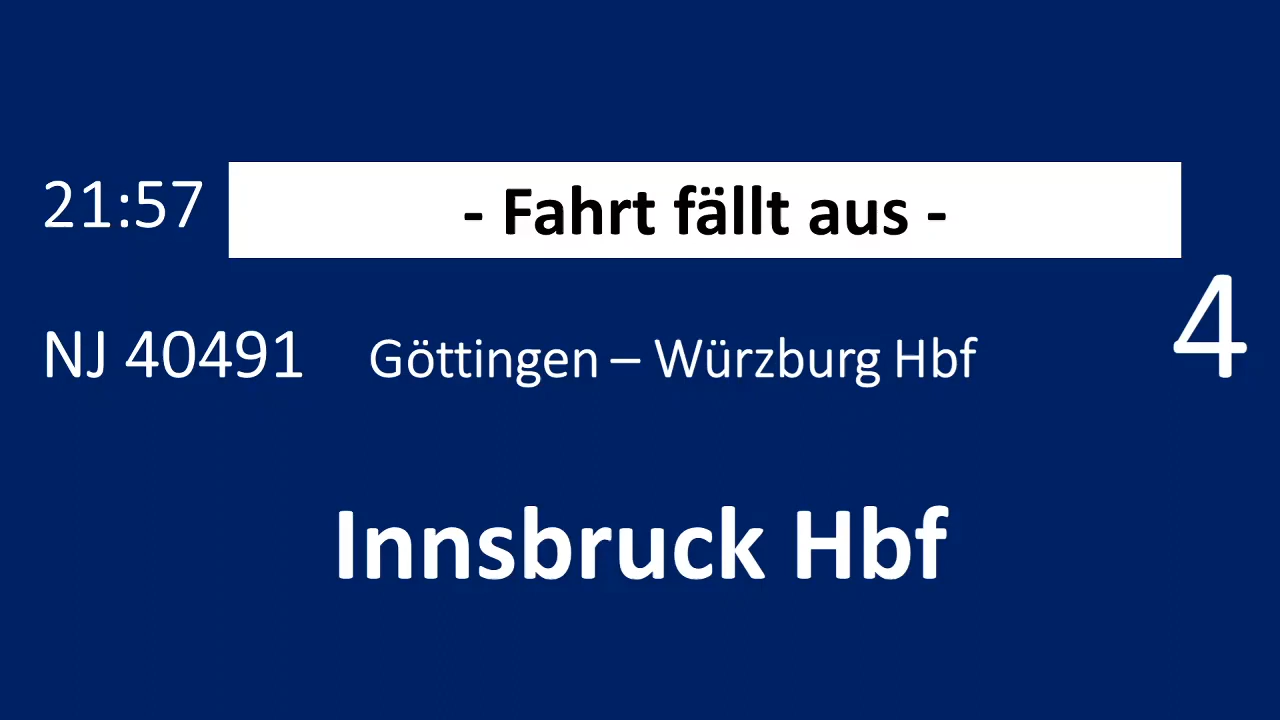 21:57 - Fahrt fällt aus -
4
NJ 40491 Göttingen – Würzburg Hbf
Innsbruck Hbf